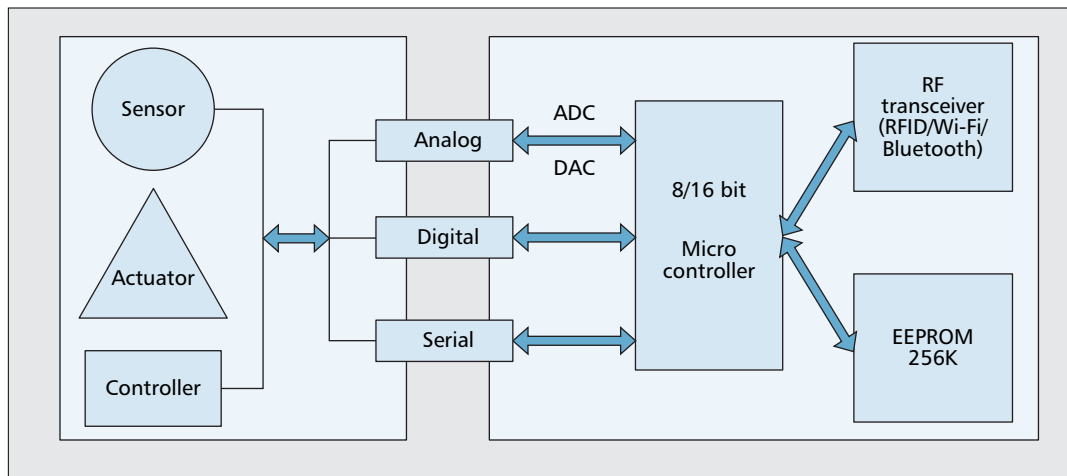 Sensor
Actuator
Controller
Analog
Digital
Serial
ADC
DAC
8/16 bit
Micro
controller
RF
transceiver
(RFID/Wi-Fi/
Bluetooth)
EEPROM
256K